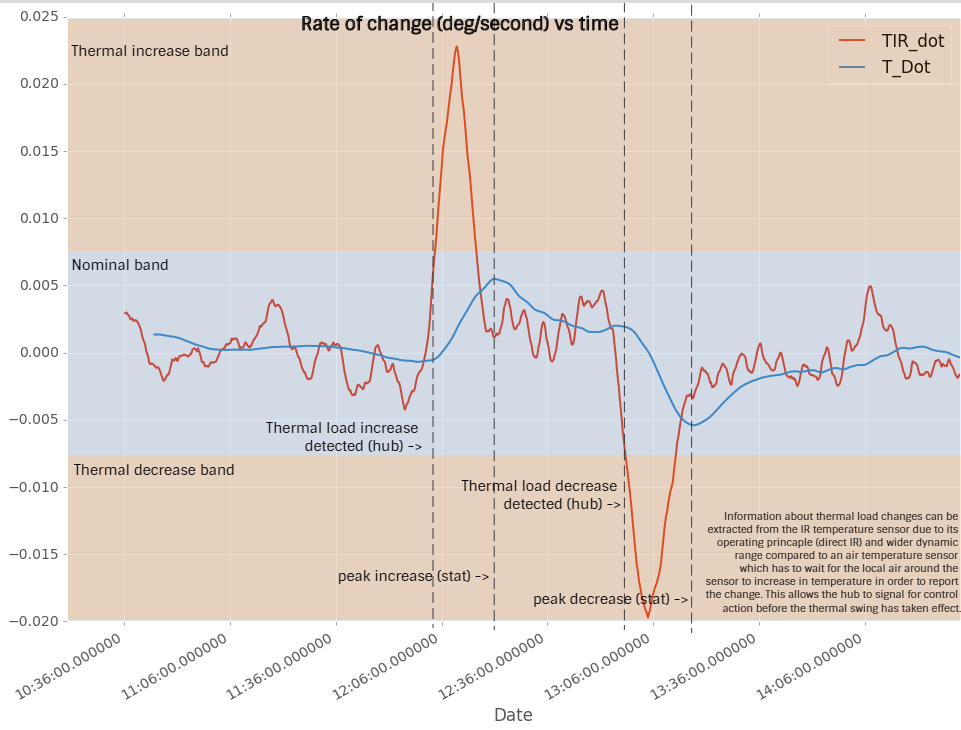 Rate of change (deg/second) vs time
0.025
0.020
0.015
0.010
0.005
0.000
−0.005
−0.010
−0.015
−0.020
Thermal increase band
TIR_dot
T_Dot
Nominal band
Thermal load increase
detected (hub) ->
Thermal decrease band
Thermal load decrease
detected (hub) ->
peak increase (stat) ->
peak decrease (stat) ->
Information about thermal load changes can be
extracted from the IR temperature sensor due to its
operating princaple (direct IR) and wider dynamic
range compared to an air temperature sensor
which has to wait for the local air around the
sensor to increase in temperature in order to report
the change. This allows the hub to signal for control
action before the thermal swing has taken effect.
10:36:00.000000
11:06:00.000000
11:36:00.000000
12:06:00.000000
12:36:00.000000
13:06:00.000000
13:36:00.000000
14:06:00.000000
Date